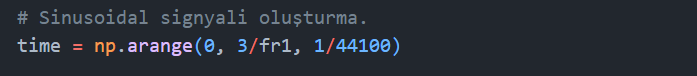 # Sinusoidal signyali oluşturma.
time = np.arange(0, 3/fr1, 1/44100)